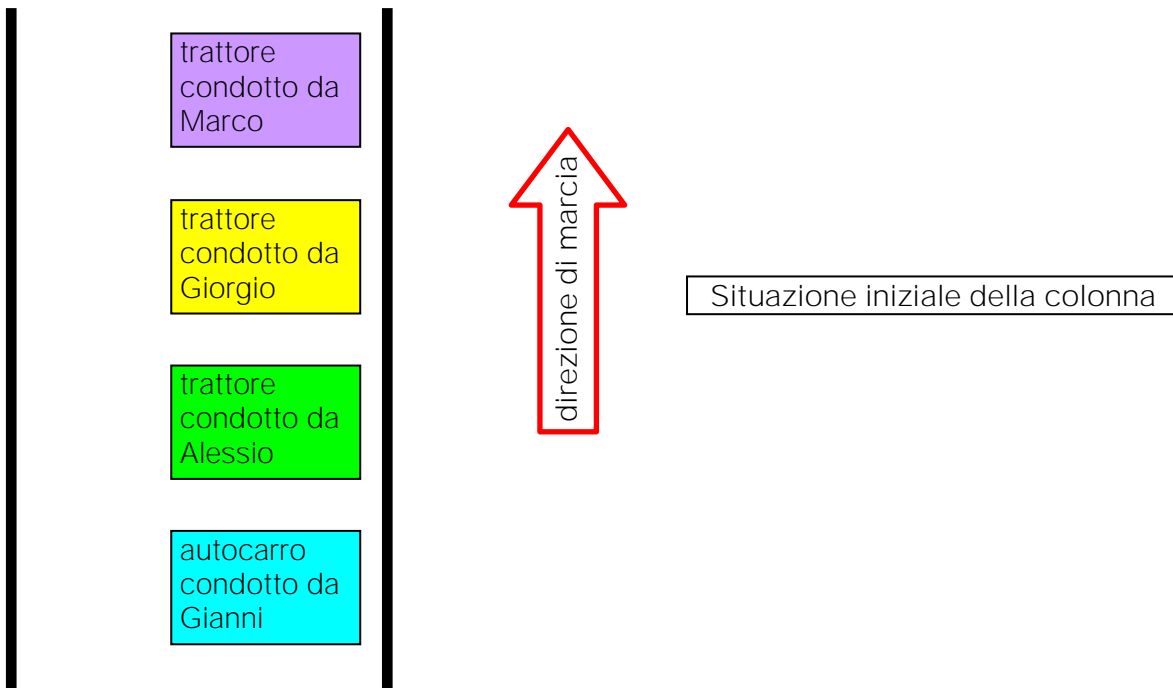 trattore
condotto da
Marco
trattore
condotto da
Giorgio
trattore
condotto da
Alessio
autocarro
condotto da
Gianni
direzione di marcia
Situazione iniziale della colonna